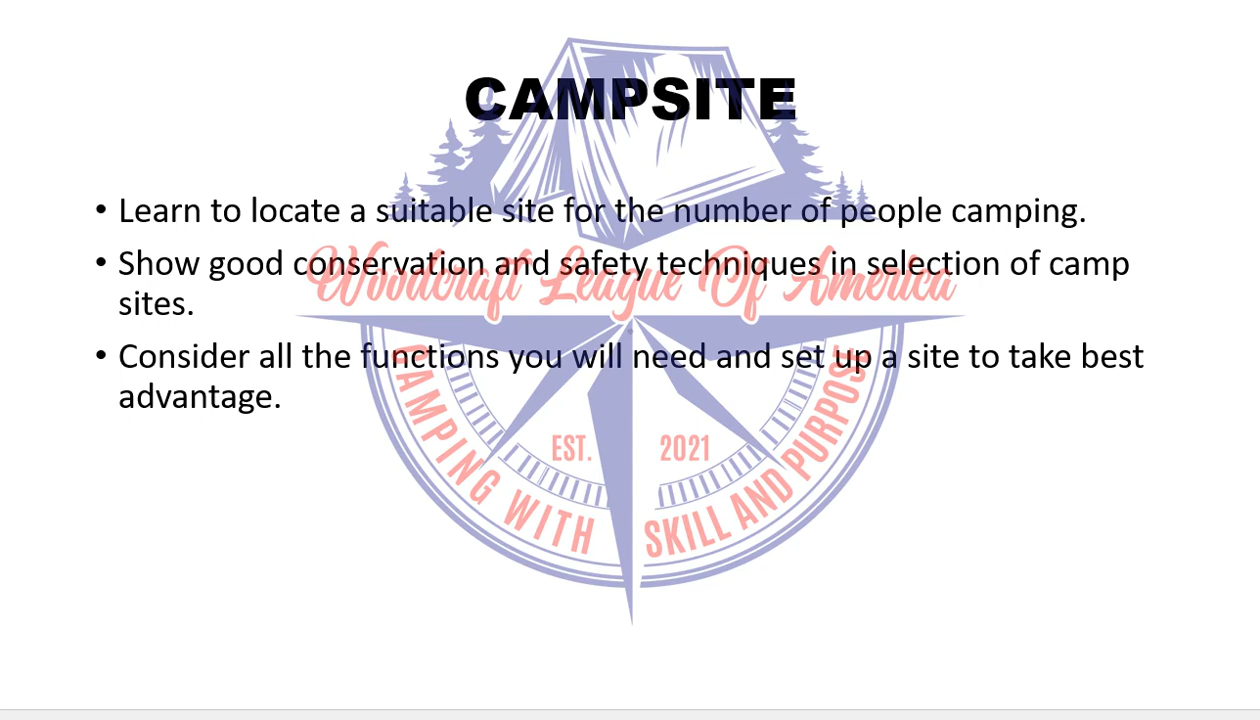 CAMPSITE
• Learn to locate a suitable site for the number of people camping.
• Show good conservation and safety techniques in selection of camp
sites.
• Consider all the functions you will need and set up a site to take best
advantage.
Woodcraft League Of America
EST. 2021
CAMPING WITH SKILL AND PURPOSE